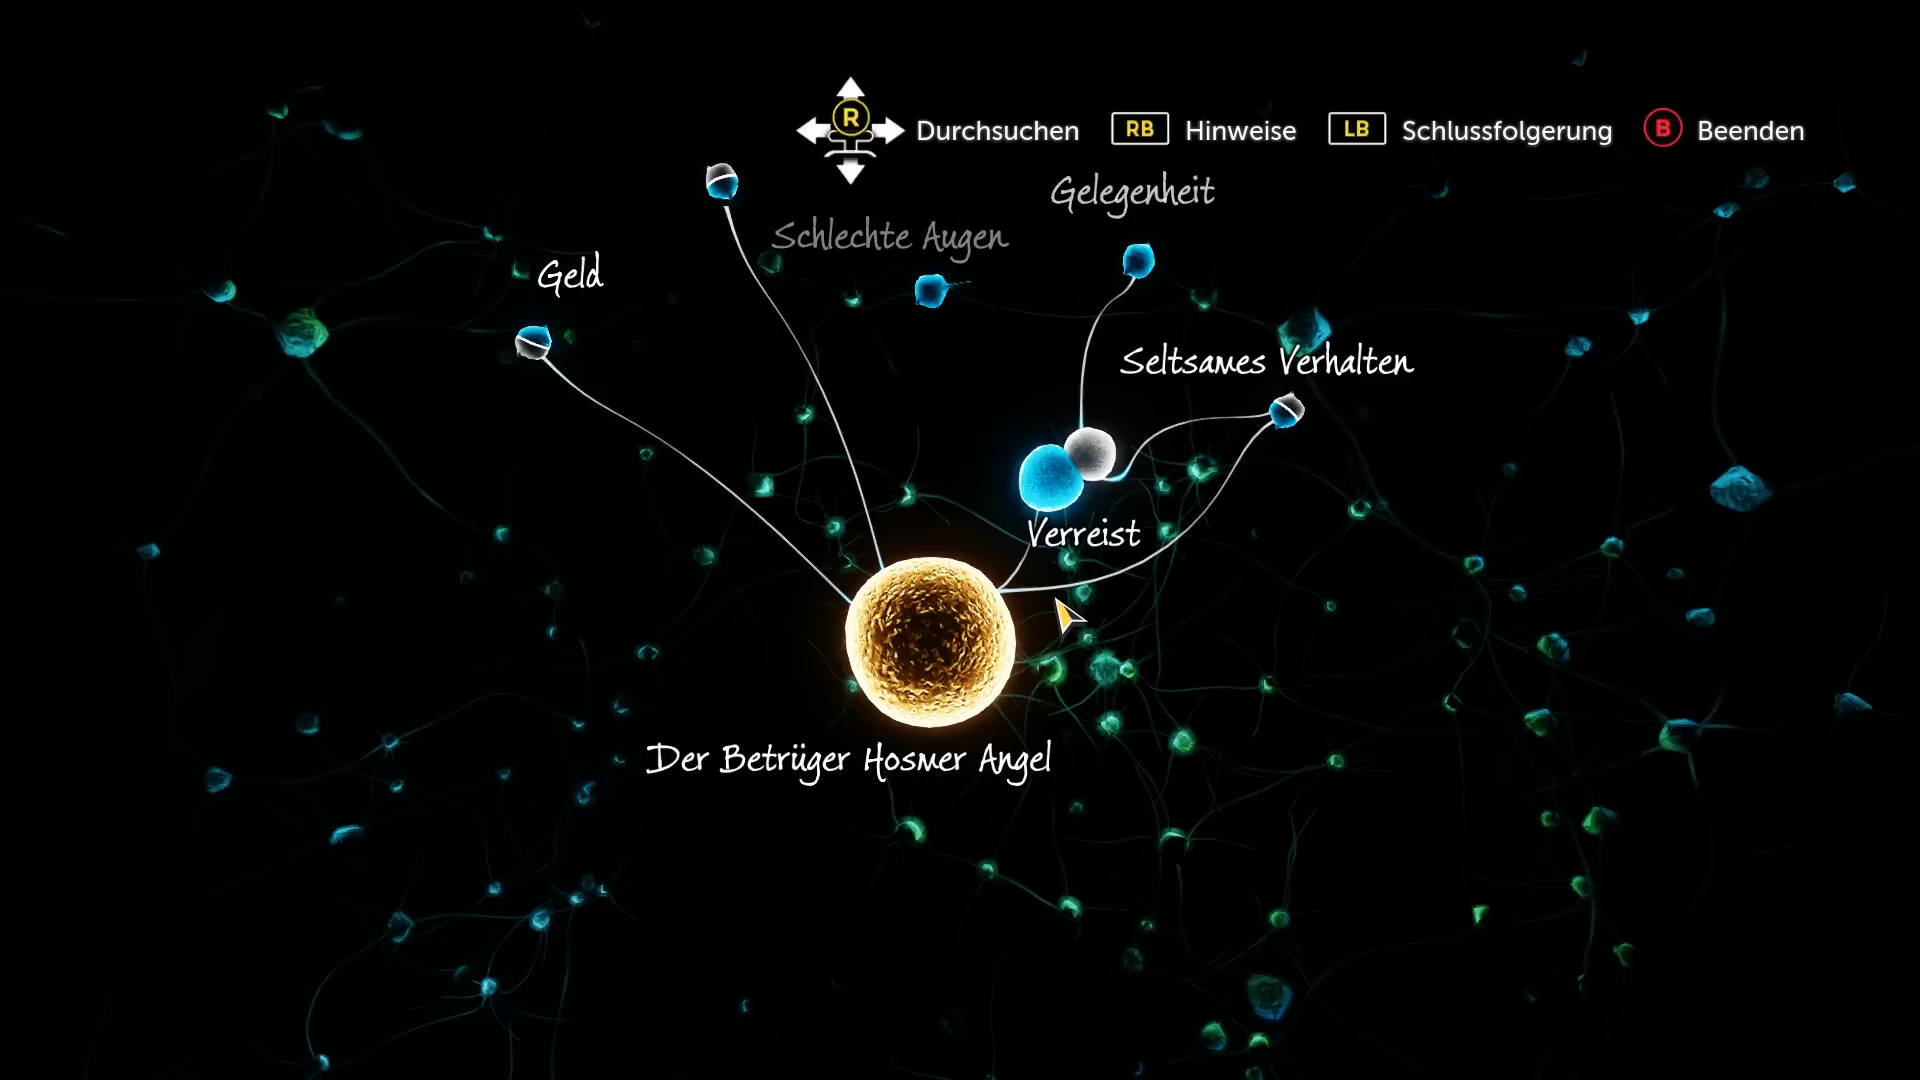 R Durchsuchen RB Hinweise LB Schlussfolgerung B Beenden
Gelegenheit
Schlechte Augen
Geld
Seltsames Verhalten
Verreist
Der Betrüger Hosmer Angel